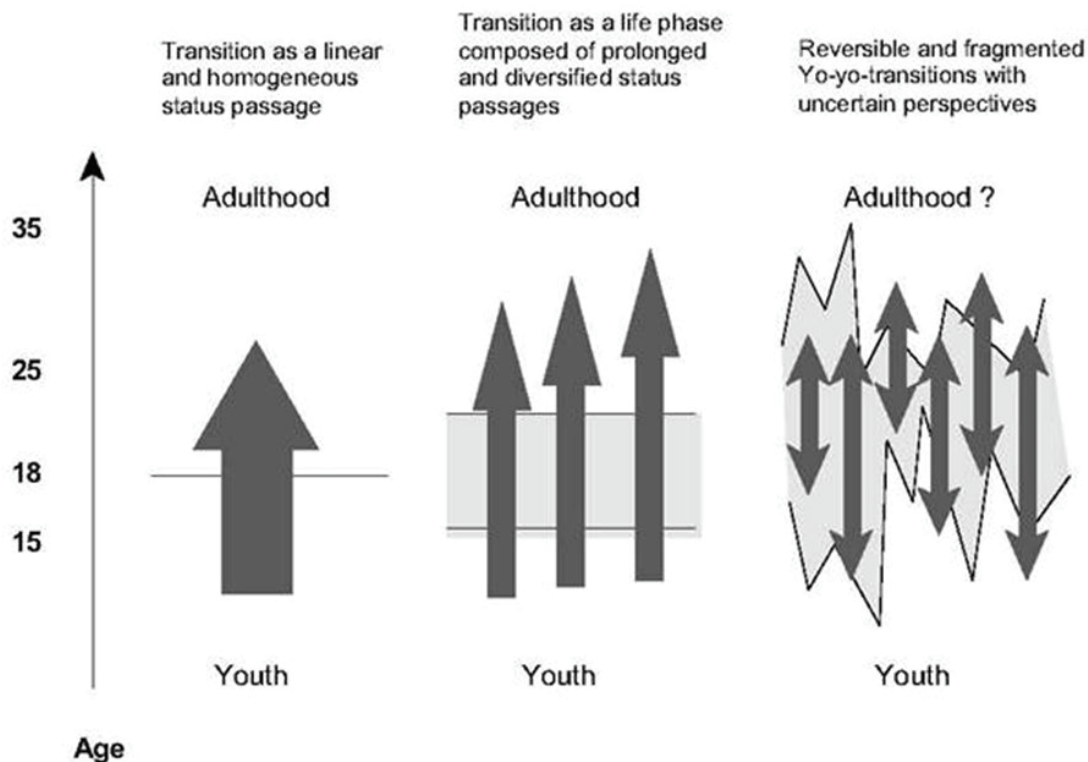 Transition as a linear
and homogeneous
status passage
Transition as a life phase
composed of prolonged
and diversified status
passages
Reversible and fragmented
Yo-yo-transitions with
uncertain perspectives
Adulthood
Adulthood
Adulthood ?
35
25
18
15
Youth
Youth
Youth
Age